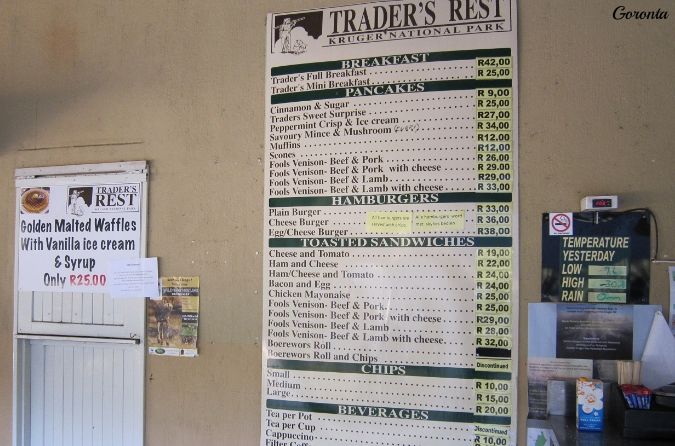 Goronta
TRADER'S REST
KRUGER NATIONAL PARK
BREAKFAST
Trader's Full Breakfast R42,00
Trader's Mini Breakfast R 25,00
PANCAKES
Cinnamon & Sugar R 9,00
Traders Sweet Surprise R 25,00
Peppermint Crisp & Ice cream R27,00
Savoury Mince & Mushroom R 34,00
Muffins R12,00
Scones R 12,00
Fools Venison- Beef & Pork R 26,00
Fools Venison- Beef & Pork with cheese R 29,00
Fools Venison- Beef & Lamb R29,00
Fools Venison- Beef & Lamb with cheese R 33,00
HAMBURGERS
Plain Burger R 33,00
Cheese Burger R 36,00
Egg/Cheese Burger R38,00
TOASTED SANDWICHES
Cheese and Tomato R 19,00
Ham and Cheese R 22,00
Ham/Cheese and Tomato R 24,00
Bacon and Egg R 24,00
Chicken Mayonaise R 24,00
Fools Venison- Beef & Pork R 25,00
Fools Venison- Beef & Pork with cheese R 25,00
Fools Venison- Beef & Lamb R29,00
Fools Venison- Beef & Lamb with cheese R 28,00
Boerewors Roll R 32,00
Boerewors Roll and Chips Discontinued
CHIPS
Small
Medium R 10,00
Large R 15,00
BEVERAGES R 20,00
Tea per Pot
Tea per Cup Discontinued
Cappuccino R 10,00
TRADER'S
REST
Golden Malted Waffles
With Vanilla ice cream
& Syrup
Only R25.00
TEMPERATURE
YESTERDAY
LOW
HIGH
RAIN